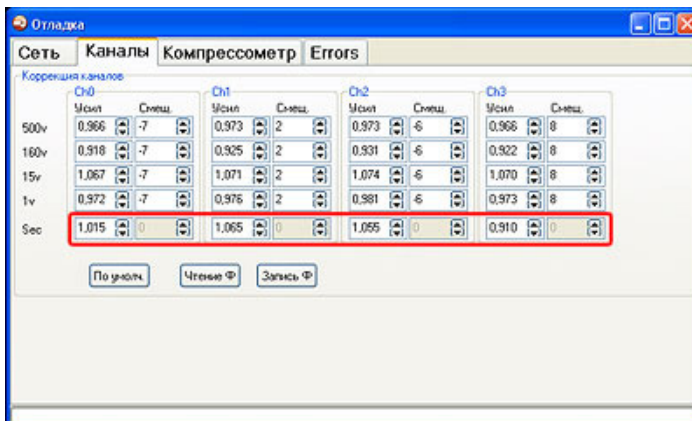 Отладка
Сеть Каналы Компрессометр Errors
Коррекция каналов
Ch0 Ch1 Ch2 Ch3
Усил Смещ. Усил Смещ. Усил Смещ. Усил Смещ.
500v 0,966 -7 0,973 2 0,973 -6 0,966 8
160v 0,918 -7 0,925 2 0,931 -6 0,922 8
15v 1,067 -7 1,071 2 1,074 -6 1,070 8
1v 0,972 -7 0,976 2 0,981 -6 0,973 8
Sec 1,015 0 1,065 0 1,055 0 0,910 0
По умолч. Чтение Ф Запись Ф